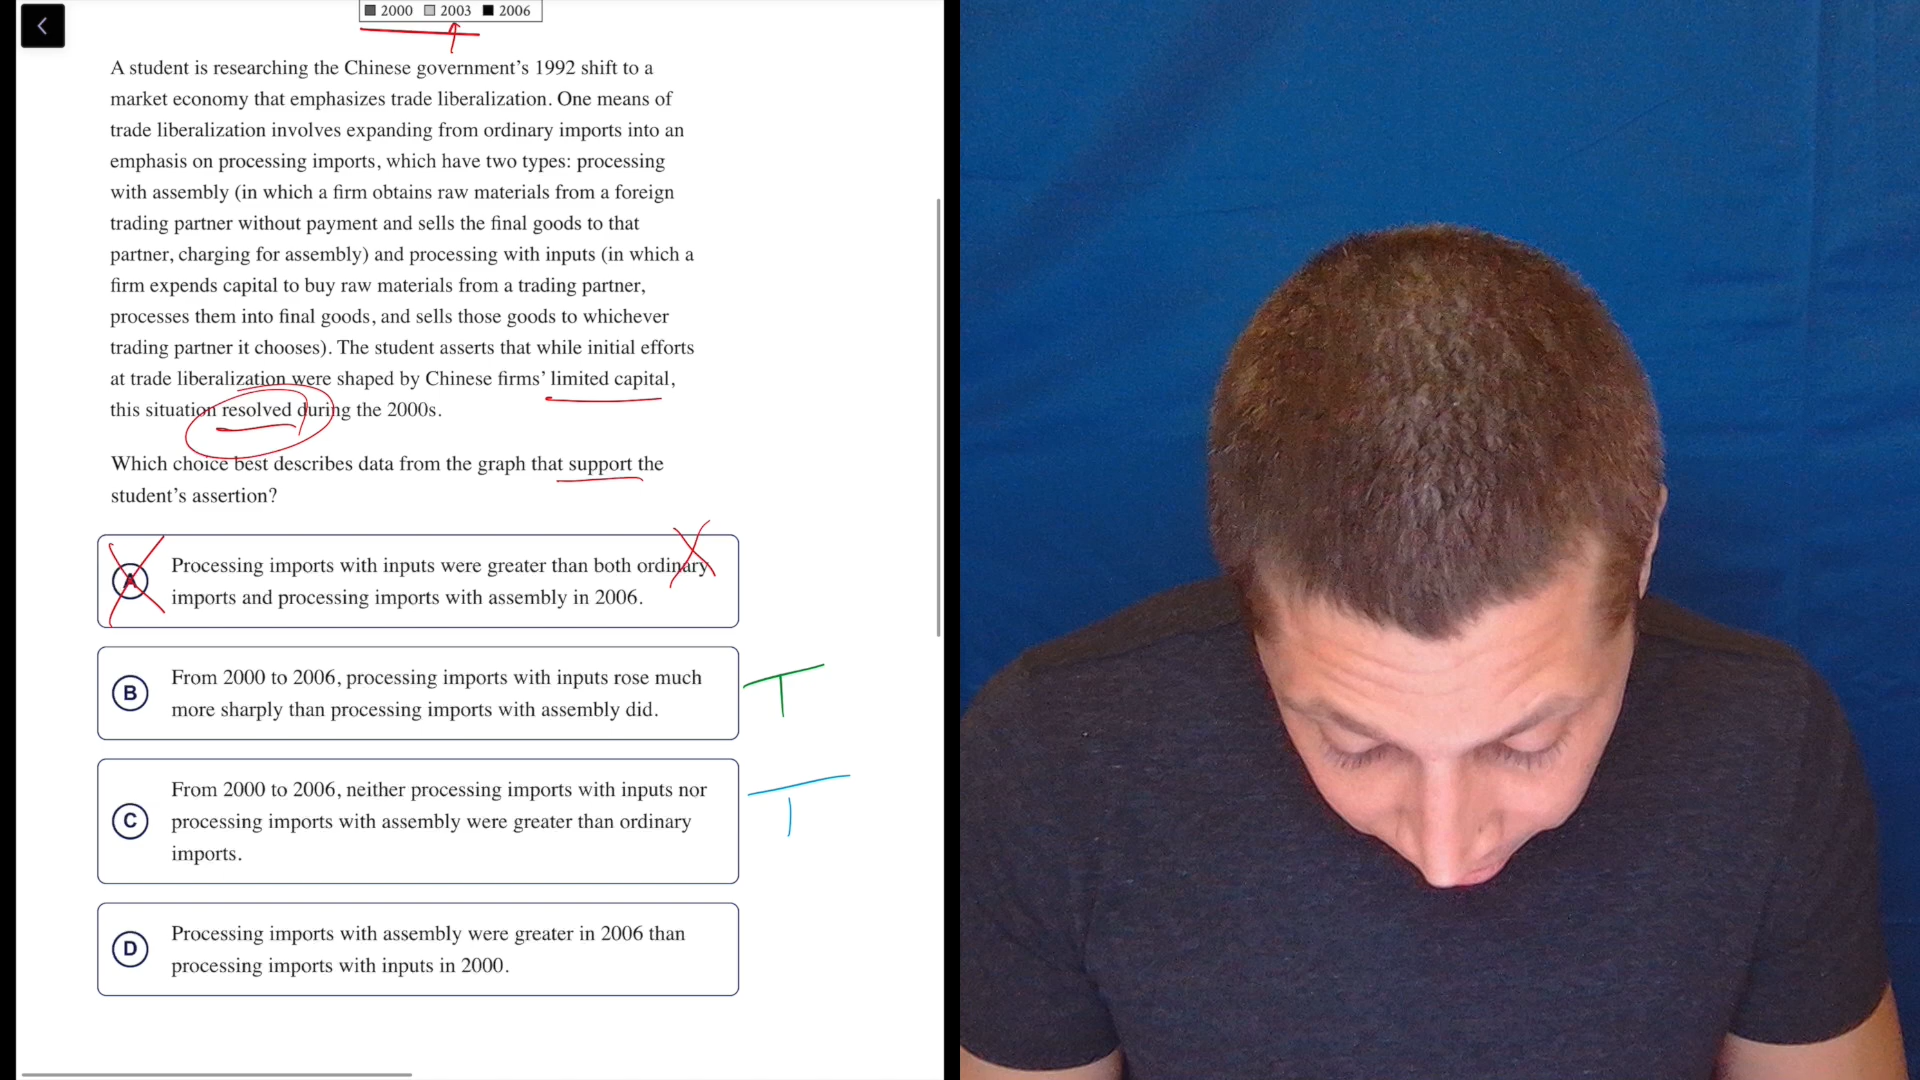 2000 2003 2006
A student is researching the Chinese government’s 1992 shift to a
market economy that emphasizes trade liberalization. One means of
trade liberalization involves expanding from ordinary imports into an
emphasis on processing imports, which have two types: processing
with assembly (in which a firm obtains raw materials from a foreign
trading partner without payment and sells the final goods to that
partner, charging for assembly) and processing with inputs (in which a
firm expends capital to buy raw materials from a trading partner,
processes them into final goods, and sells those goods to whichever
trading partner it chooses). The student asserts that while initial efforts
at trade liberalization were shaped by Chinese firms’ limited capital,
this situation resolved during the 2000s.
Which choice best describes data from the graph that support the
student’s assertion?
A Processing imports with inputs were greater than both ordinary
imports and processing imports with assembly in 2006.
B From 2000 to 2006, processing imports with inputs rose much
more sharply than processing imports with assembly did.
T
C From 2000 to 2006, neither processing imports with inputs nor
processing imports with assembly were greater than ordinary
imports.
T
D Processing imports with assembly were greater in 2006 than
processing imports with inputs in 2000.